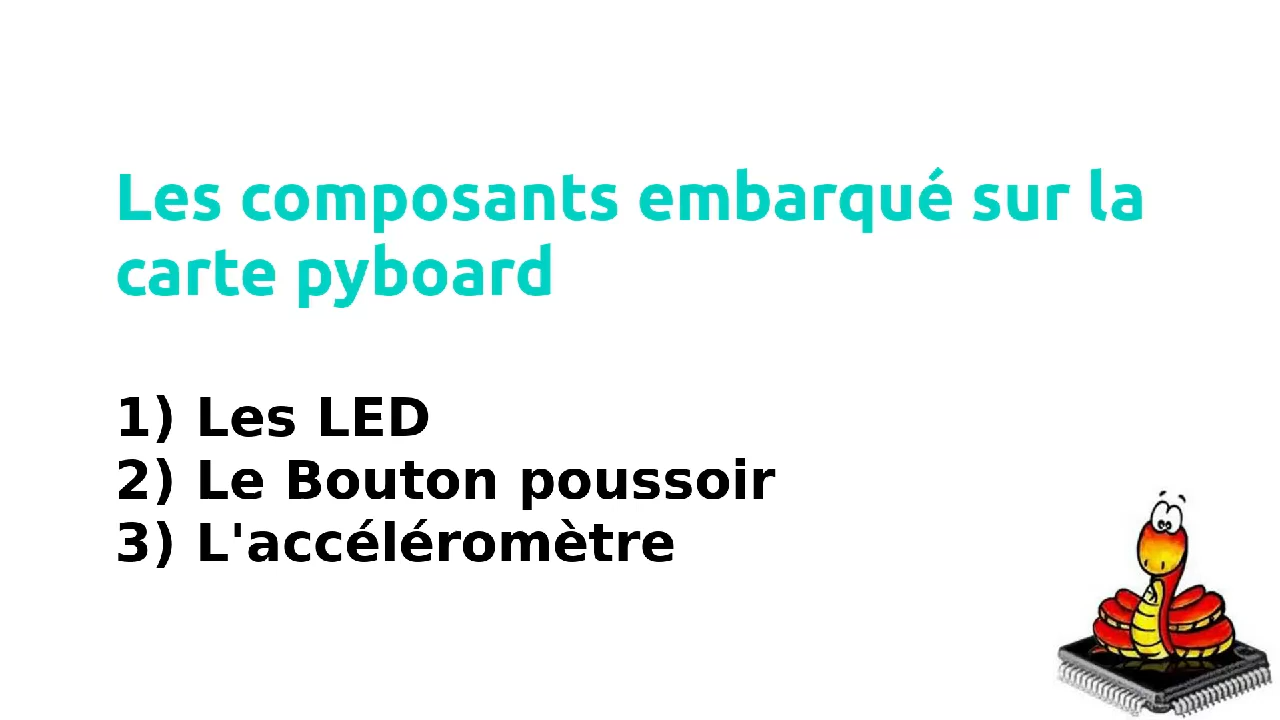 Les composants embarqué sur la
carte pyboard
1) Les LED
2) Le Bouton poussoir
3) L'accéléromètre